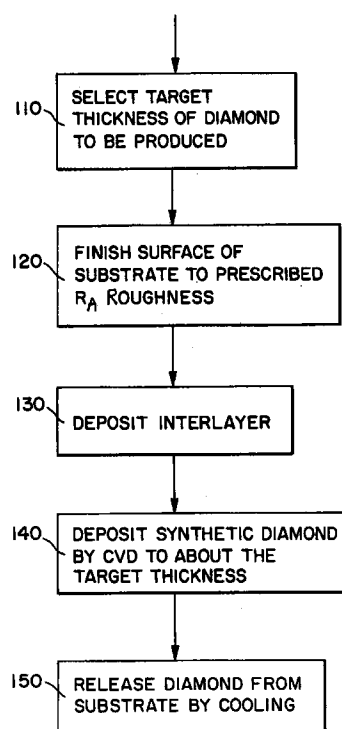 110
SELECT TARGET
THICKNESS OF DIAMOND
TO BE PRODUCED
120
FINISH SURFACE OF
SUBSTRATE TO PRESCRIBED
RA ROUGHNESS
130
DEPOSIT INTERLAYER
140
DEPOSIT SYNTHETIC DIAMOND
BY CVD TO ABOUT THE
TARGET THICKNESS
150
RELEASE DIAMOND FROM
SUBSTRATE BY COOLING